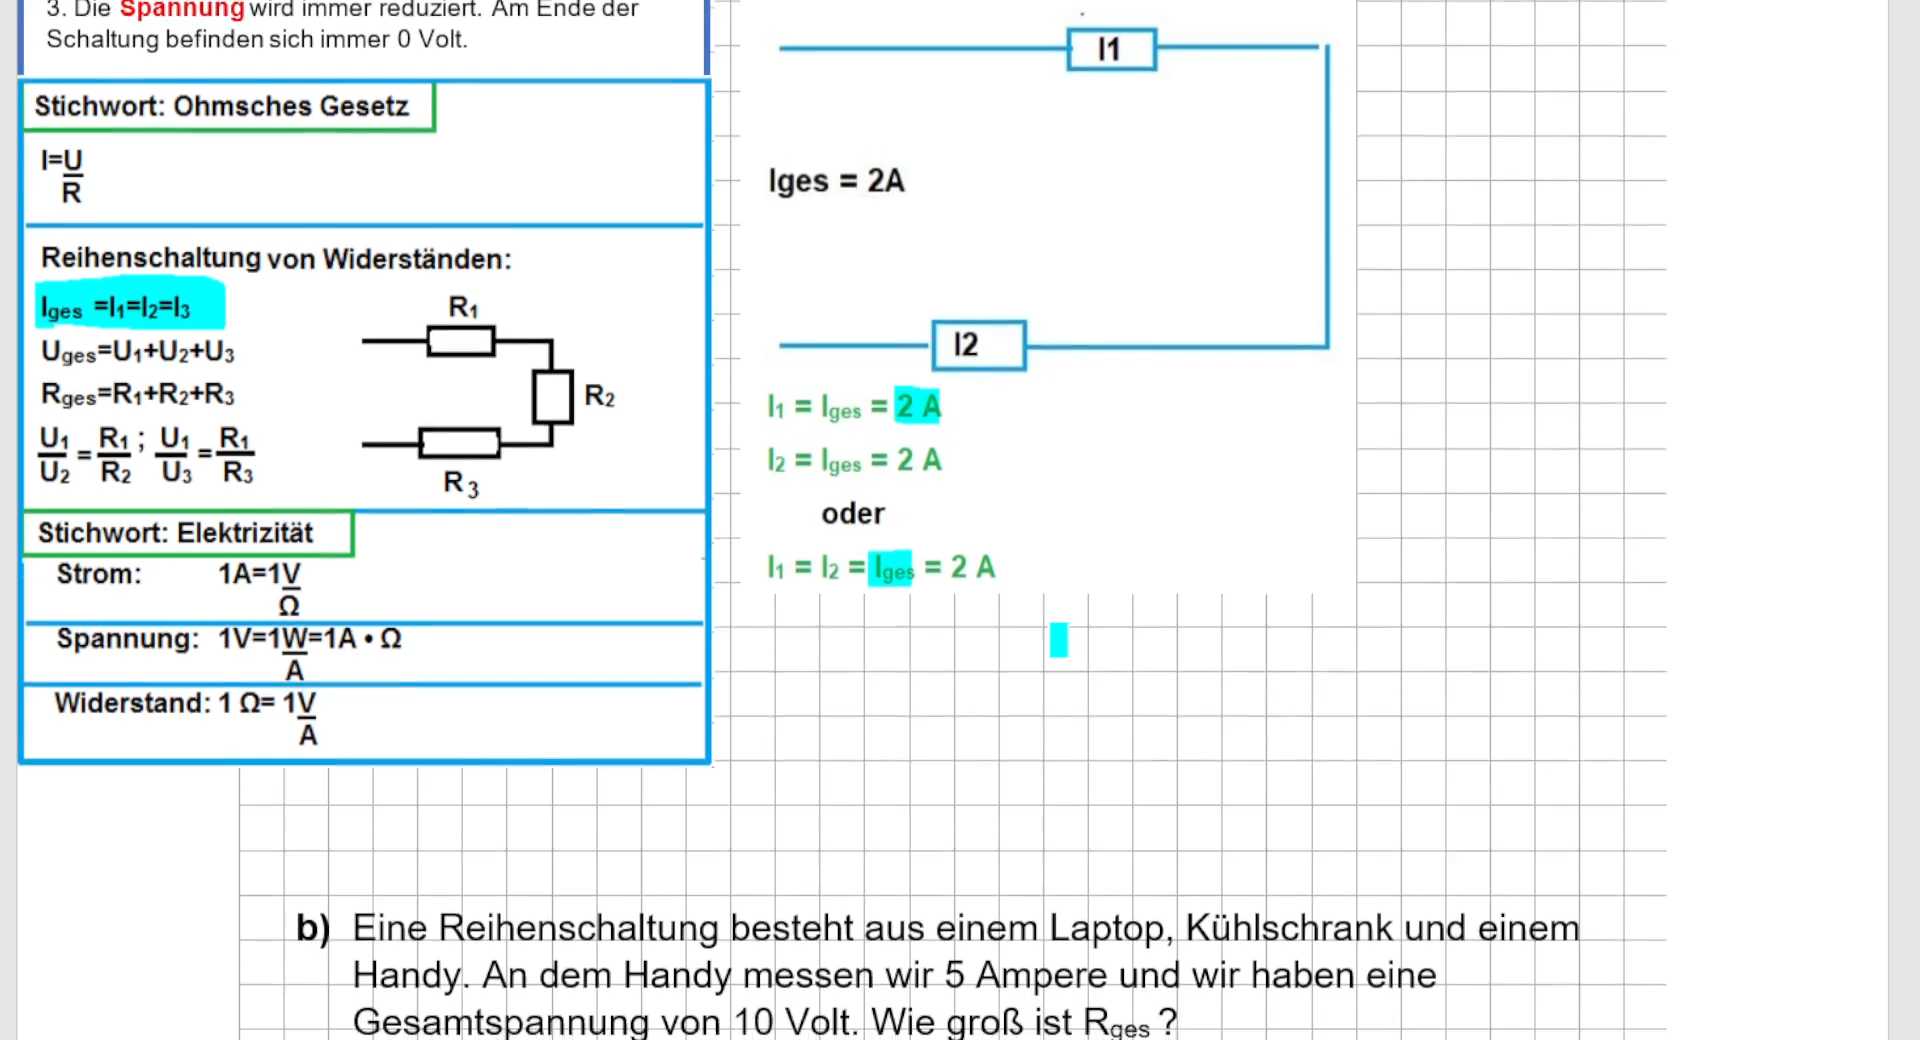 3. Die Spannung wird immer reduziert. Am Ende der
Schaltung befinden sich immer 0 Volt.
Stichwort: Ohmsches Gesetz
I=U
R
Reihenschaltung von Widerständen:
Iges =I1=I2=I3
Uges=U1+U2+U3
Rges=R1+R2+R3
U1 = R1 ; U1 = R1
U2 R2 U3 R3
R1
R2
R3
Stichwort: Elektrizität
Strom: 1A=1V
Ω
Spannung: 1V=1W=1A • Ω
A
Widerstand: 1 Ω= 1V
A
I1
Iges = 2A
I2
I1 = Iges = 2 A
I2 = Iges = 2 A
oder
I1 = I2 = Iges = 2 A
b) Eine Reihenschaltung besteht aus einem Laptop, Kühlschrank und einem
Handy. An dem Handy messen wir 5 Ampere und wir haben eine
Gesamtspannung von 10 Volt. Wie groß ist Rges ?